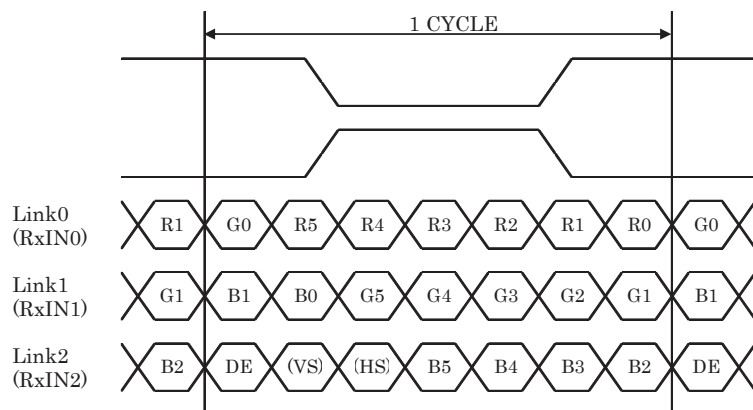 1 CYCLE
Link0 (RxIN0) R1 G0 R5 R4 R3 R2 R1 R0 G0
Link1 (RxIN1) G1 B1 B0 G5 G4 G3 G2 G1 B1
Link2 (RxIN2) B2 DE (VS) (HS) B5 B4 B3 B2 DE